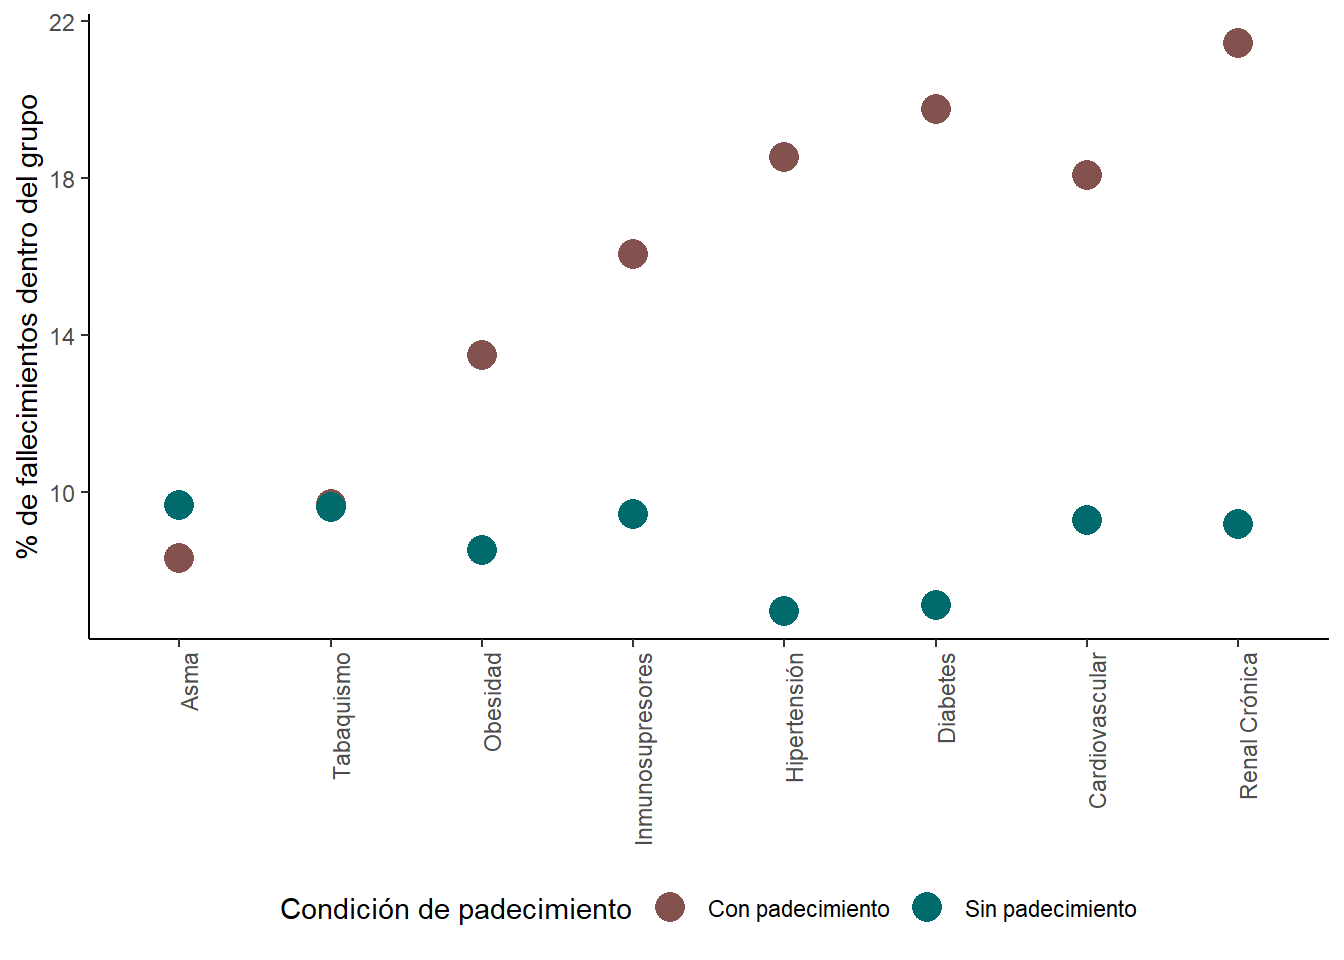 % de fallecimientos dentro del grupo
22
18
14
10
Asma
Tabaquismo
Obesidad
Inmunosupresores
Hipertensión
Diabetes
Cardiovascular
Renal Crónica
Condición de padecimiento
Con padecimiento
Sin padecimiento